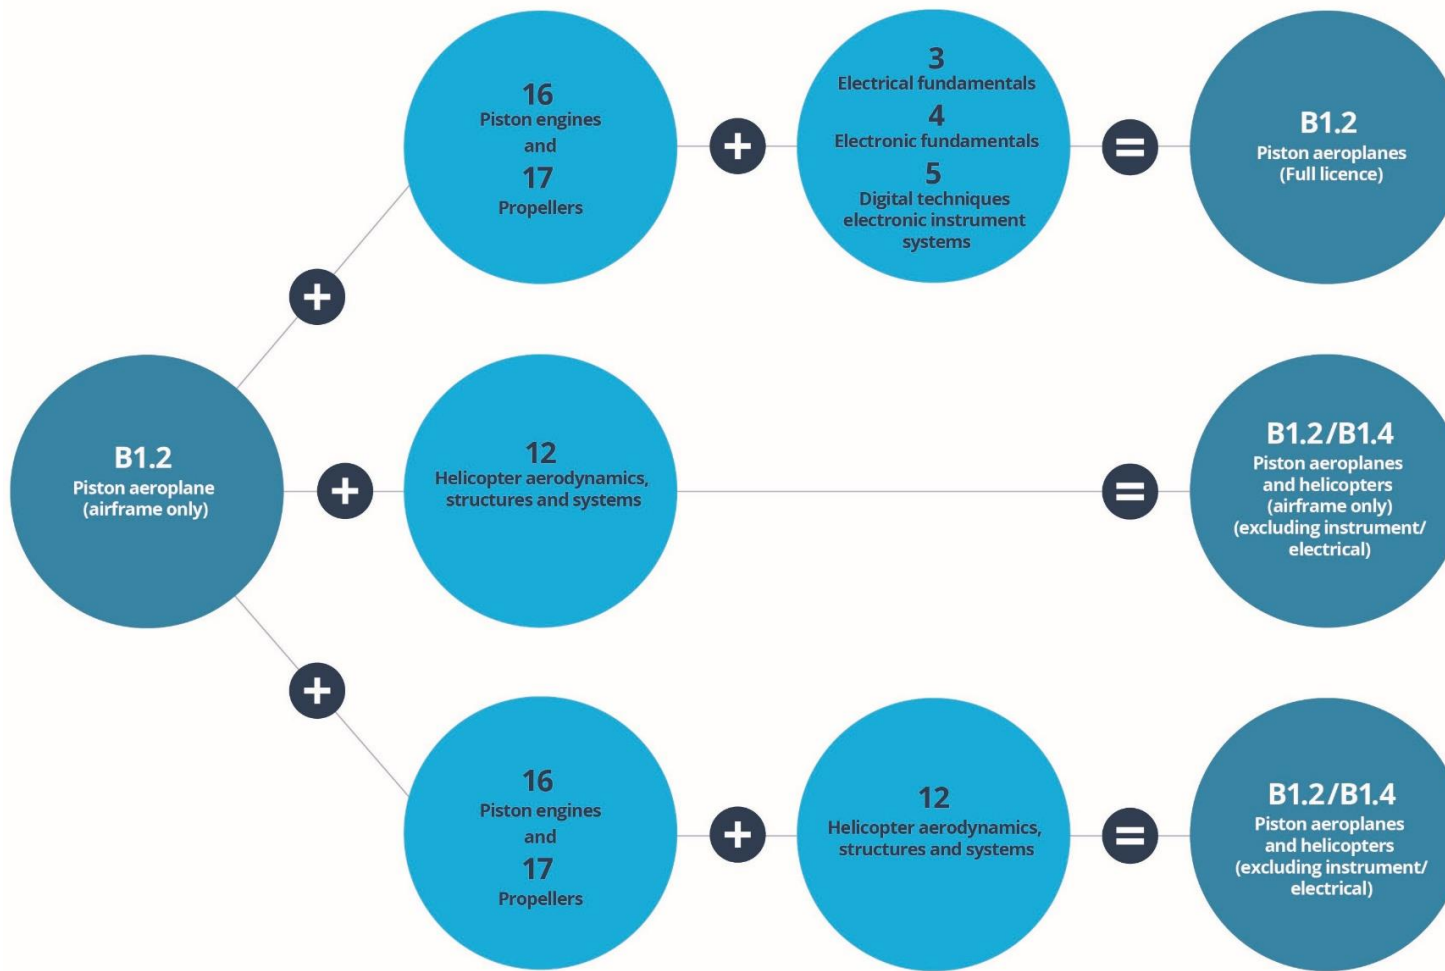 B1.2
Piston aeroplane
(airframe only)
+
16
Piston engines
and
17
Propellers
+
3
Electrical fundamentals
4
Electronic fundamentals
5
Digital techniques
electronic instrument
systems
=
B1.2
Piston aeroplanes
(Full licence)
+
12
Helicopter aerodynamics,
structures and systems
=
B1.2/B1.4
Piston aeroplanes
and helicopters
(airframe only)
(excluding instrument/
electrical)
+
16
Piston engines
and
17
Propellers
+
12
Helicopter aerodynamics,
structures and systems
=
B1.2/B1.4
Piston aeroplanes
and helicopters
(excluding instrument/
electrical)